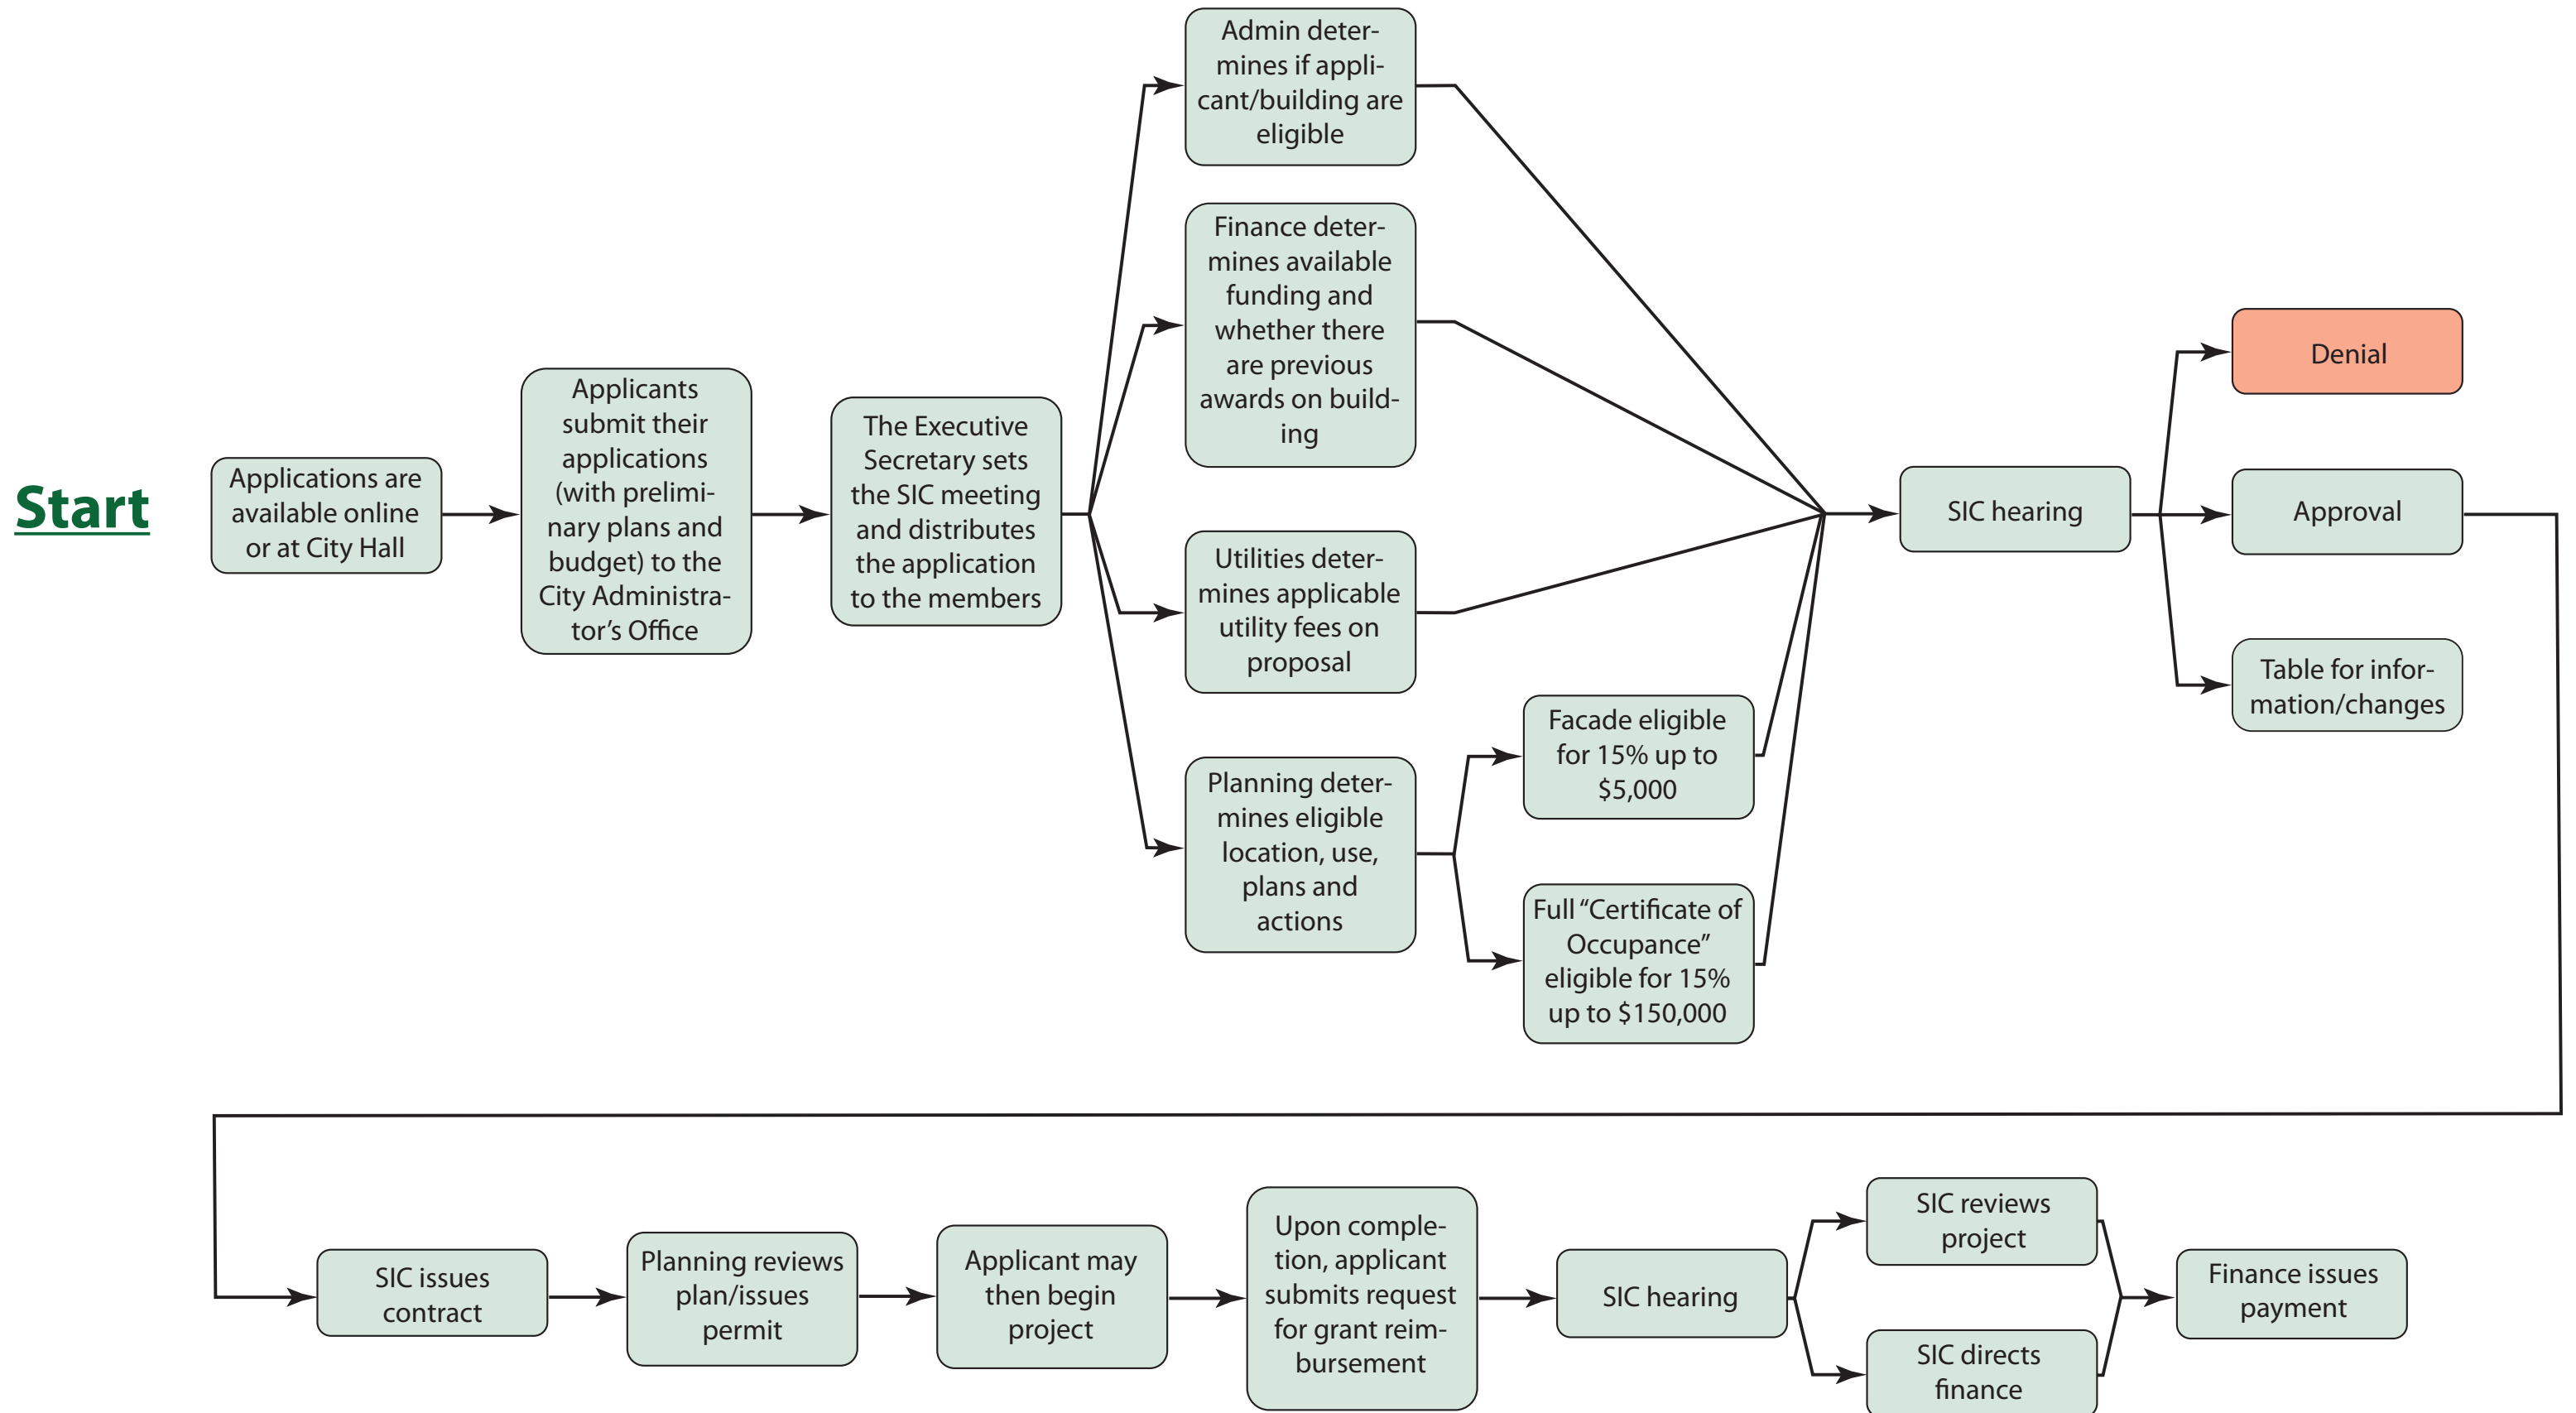 Start
Applications are
available online
or at City Hall
Applicants
submit their
applications
(with prelimi-
nary plans and
budget) to the
City Administra-
tor’s Office
The Executive
Secretary sets
the SIC meeting
and distributes
the application
to the members
Admin deter-
mines if appli-
cant/building are
eligible
Finance deter-
mines available
funding and
whether there
are previous
awards on build-
ing
Utilities deter-
mines applicable
utility fees on
proposal
Planning deter-
mines eligible
location, use,
plans and
actions
Facade eligible
for 15% up to
$5,000
Full “Certificate of
Occupance”
eligible for 15%
up to $150,000
SIC hearing
Denial
Approval
Table for infor-
mation/changes
SIC issues
contract
Planning reviews
plan/issues
permit
Applicant may
then begin
project
Upon comple-
tion, applicant
submits request
for grant reim-
bursement
SIC hearing
SIC reviews
project
SIC directs
finance
Finance issues
payment